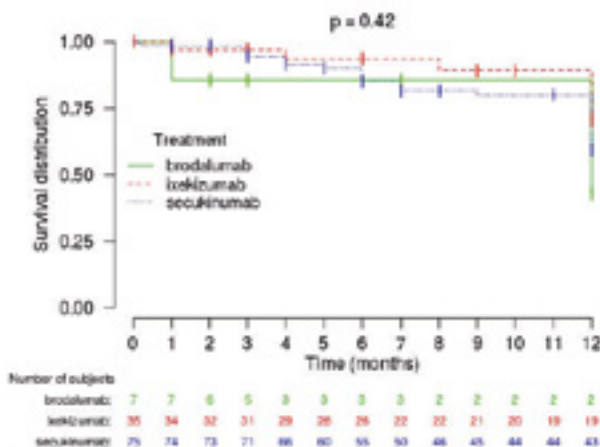 p = 0.42
1.00
0.75
0.50
0.25
0.00
Survival distribution
Treatment
brodalumab
ixekizumab
secukinumab
0 1 2 3 4 5 6 7 8 9 10 11 12
Time (months)
Number of subjects
brodalumab: 7 7 6 5 3 3 3 3 2 2 2 2 2
ixekizumab: 35 34 32 31 29 26 26 22 22 21 20 19 19
secukinumab: 75 74 73 71 66 60 55 50 46 45 44 44